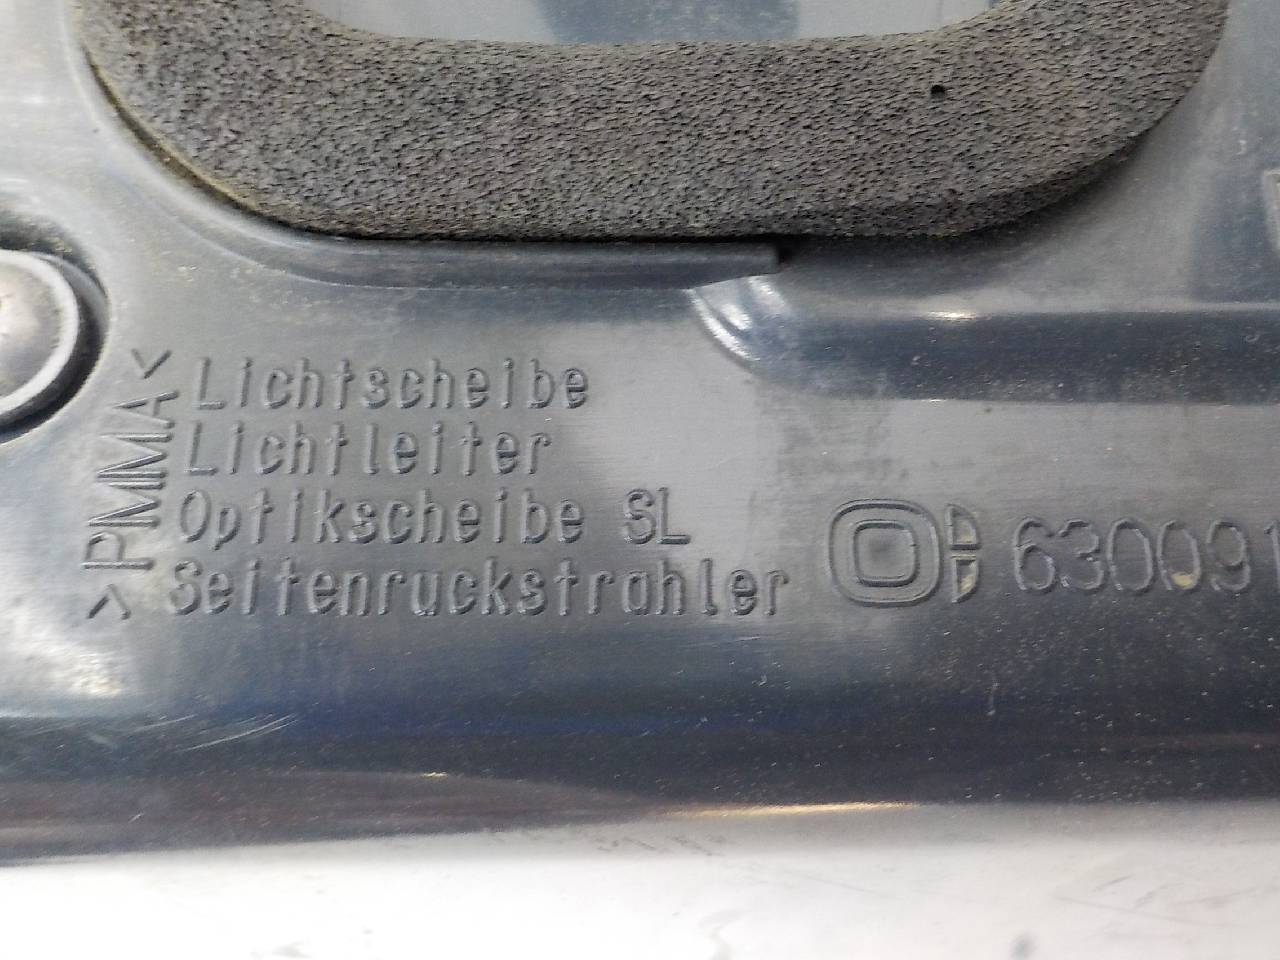 >PMMA<
Lichtscheibe
Lichtleiter
Optikscheibe SL
Seitenruckstrahler
630091